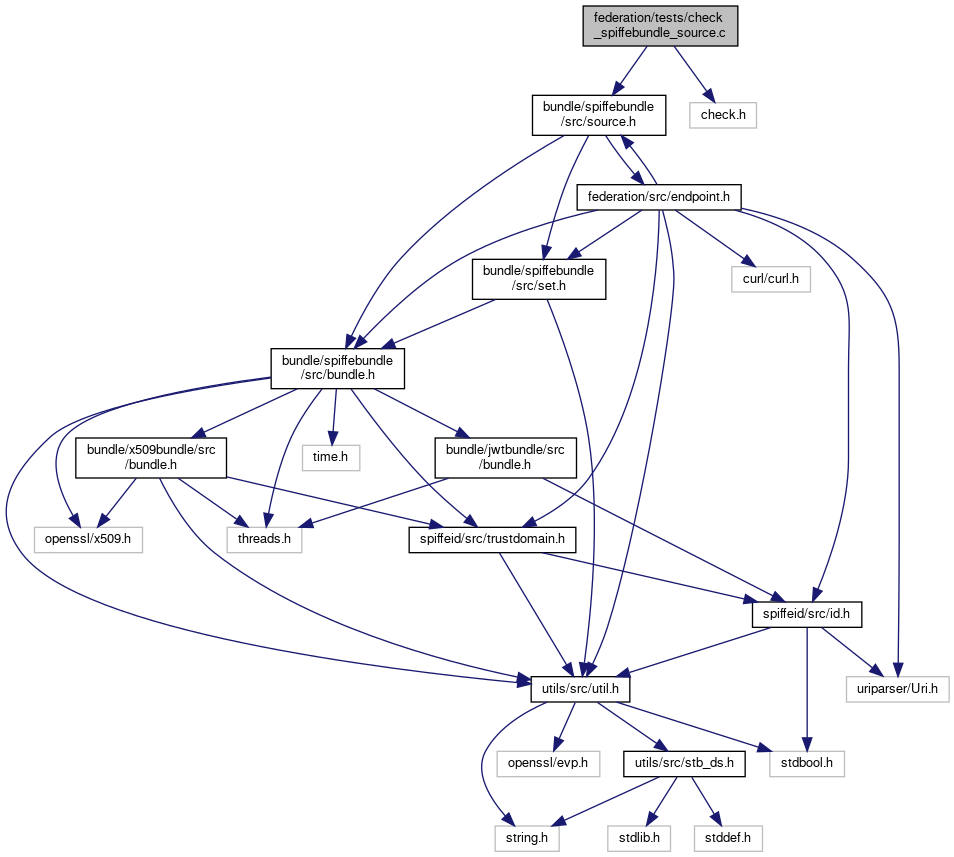 federation/tests/check
_spiffebundle_source.c
bundle/spiffebundle
/src/source.h
check.h
federation/src/endpoint.h
bundle/spiffebundle
/src/set.h
curl/curl.h
bundle/spiffebundle
/src/bundle.h
bundle/x509bundle/src
/bundle.h
time.h
bundle/jwtbundle/src
/bundle.h
openssl/x509.h
threads.h
spiffeid/src/trustdomain.h
spiffeid/src/id.h
utils/src/util.h
uriparser/Uri.h
openssl/evp.h
utils/src/stb_ds.h
stdbool.h
string.h
stdlib.h
stddef.h